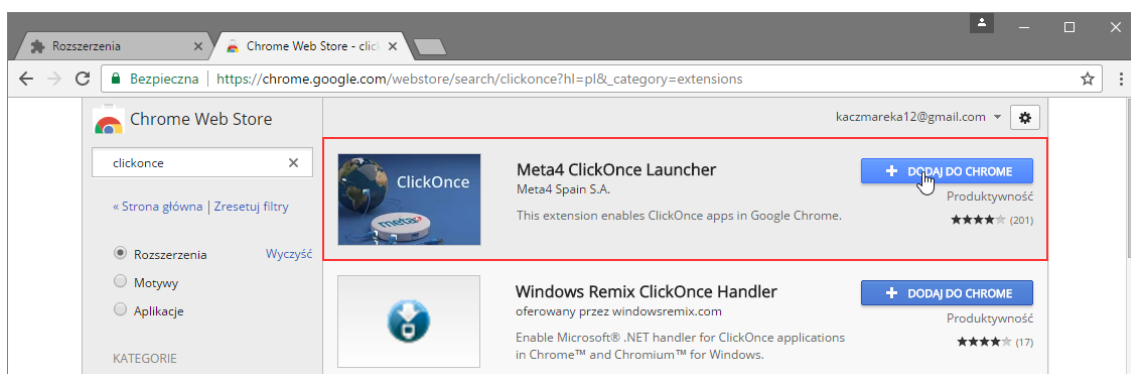 Rozszerzenia
Chrome Web Store - click
Bezpieczna | https://chrome.google.com/webstore/search/clickonce?hl=pl&_category=extensions
Chrome Web Store
kaczmareka12@gmail.com
clickonce
« Strona główna | Zresetuj filtry
Rozszerzenia
Wyczyść
Motywy
Aplikacje
KATEGORIE
ClickOnce
meta4
Meta4 ClickOnce Launcher
Meta4 Spain S.A.
This extension enables ClickOnce apps in Google Chrome.
+ DODAJ DO CHROME
Produktywność
(201)
Windows Remix ClickOnce Handler
oferowany przez windowsremix.com
Enable Microsoft® .NET handler for ClickOnce applications
in Chrome™ and Chromium™ for Windows.
+ DODAJ DO CHROME
Produktywność
(17)